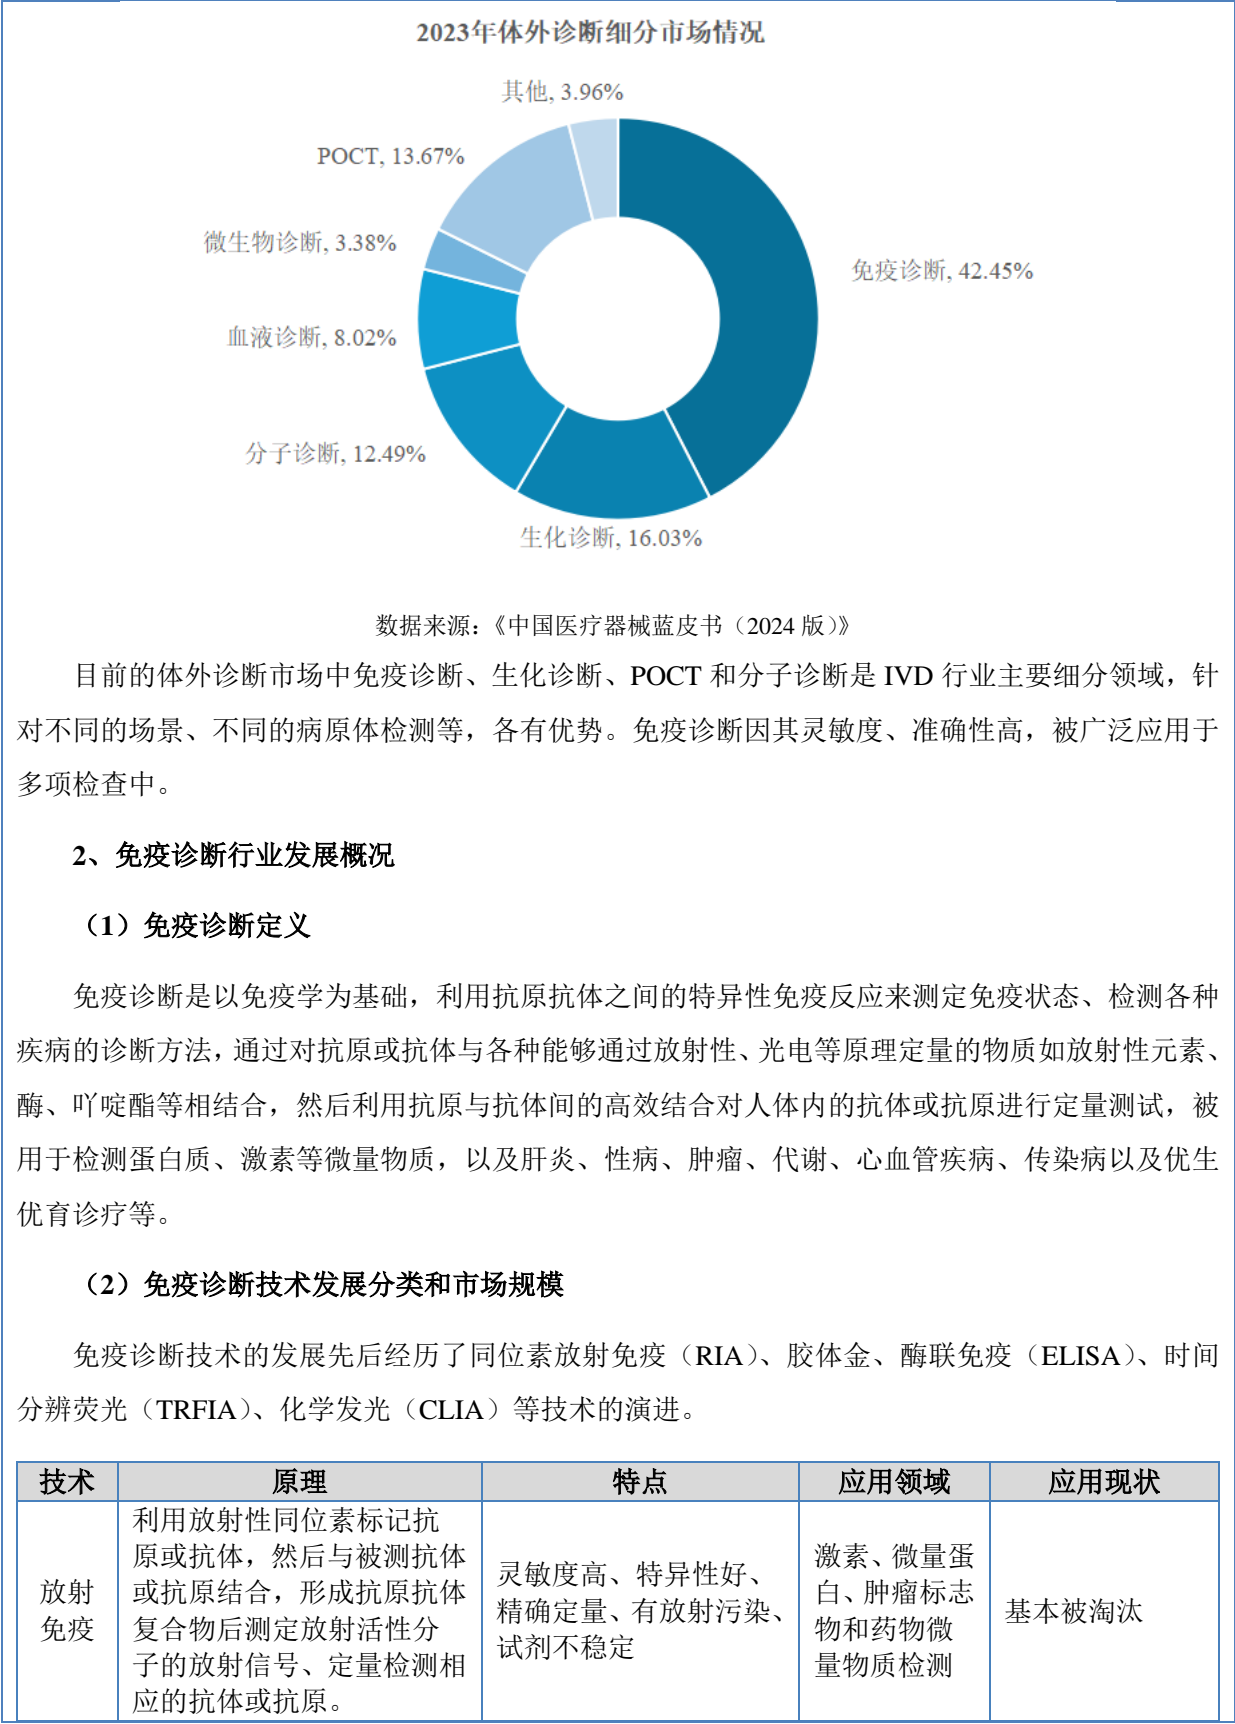 2023年体外诊断细分市场情况
其他, 3.96%
POCT, 13.67%
微生物诊断, 3.38%
免疫诊断, 42.45%
血液诊断, 8.02%
分子诊断, 12.49%
生化诊断, 16.03%
数据来源：《中国医疗器械蓝皮书（2024 版）》
目前的体外诊断市场中免疫诊断、生化诊断、POCT 和分子诊断是 IVD 行业主要细分领域，针
对不同的场景、不同的病原体检测等，各有优势。免疫诊断因其灵敏度、准确性高，被广泛应用于
多项检查中。
2、免疫诊断行业发展概况
（1）免疫诊断定义
免疫诊断是以免疫学为基础，利用抗原抗体之间的特异性免疫反应来测定免疫状态、检测各种
疾病的诊断方法，通过对抗原或抗体与各种能够通过放射性、光电等原理定量的物质如放射性元素、
酶、吖啶酯等相结合，然后利用抗原与抗体间的高效结合对人体内的抗体或抗原进行定量测试，被
用于检测蛋白质、激素等微量物质，以及肝炎、性病、肿瘤、代谢、心血管疾病、传染病以及优生
优育诊疗等。
（2）免疫诊断技术发展分类和市场规模
免疫诊断技术的发展先后经历了同位素放射免疫（RIA）、胶体金、酶联免疫（ELISA）、时间
分辨荧光（TRFIA）、化学发光（CLIA）等技术的演进。
技术 原理 特点 应用领域 应用现状
放射
免疫
利用放射性同位素标记抗
原或抗体，然后与被测抗体
或抗原结合，形成抗原抗体
复合物后测定放射活性分
子的放射信号、定量检测相
应的抗体或抗原。
灵敏度高、特异性好、
精确定量、有放射污染、
试剂不稳定
激素、微量蛋
白、肿瘤标志
物和药物微
量物质检测
基本被淘汰